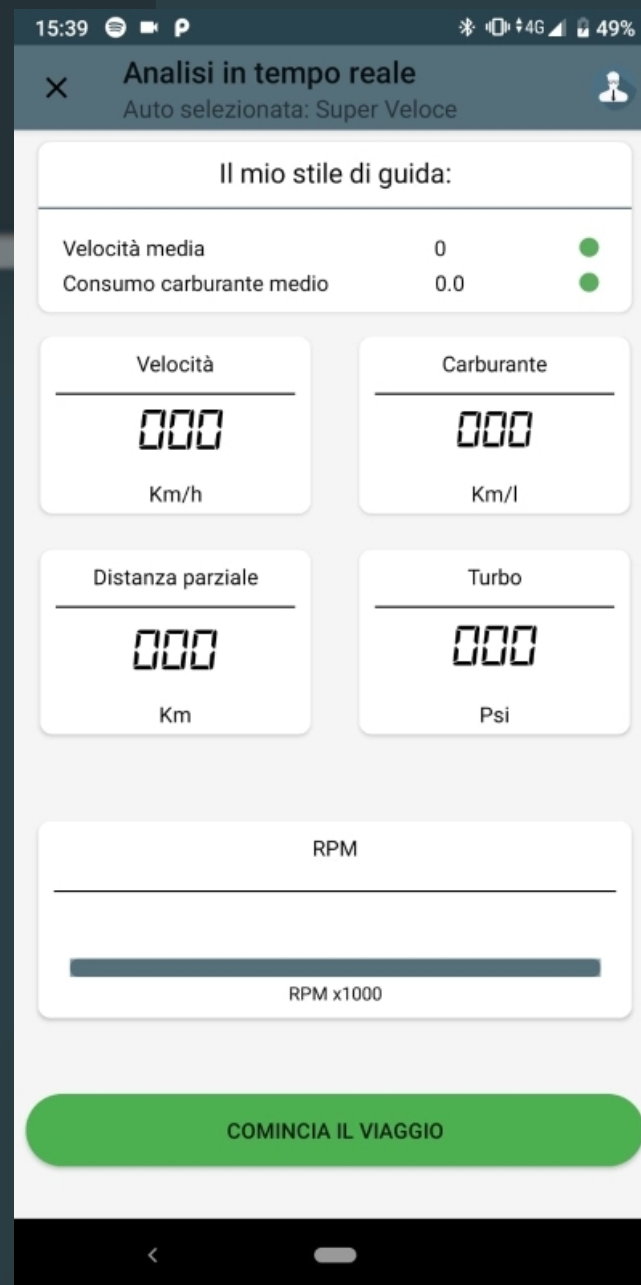 15:39 4G 49%
Analisi in tempo reale
Auto selezionata: Super Veloce
Il mio stile di guida:
Velocità media 0
Consumo carburante medio 0.0
Velocità Carburante
000 000
Km/h Km/l
Distanza parziale Turbo
000 000
Km Psi
RPM
RPM x1000
COMINCIA IL VIAGGIO